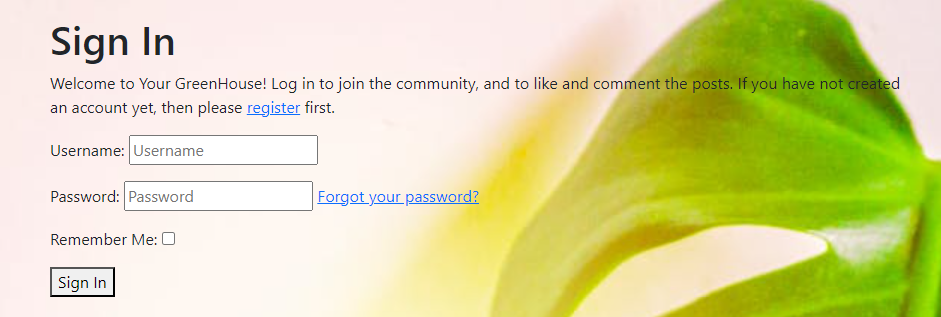 Sign In
Welcome to Your GreenHouse! Log in to join the community, and to like and comment the posts. If you have not created
an account yet, then please register first.
Username: Username
Password: Password Forgot your password?
Remember Me:
Sign In